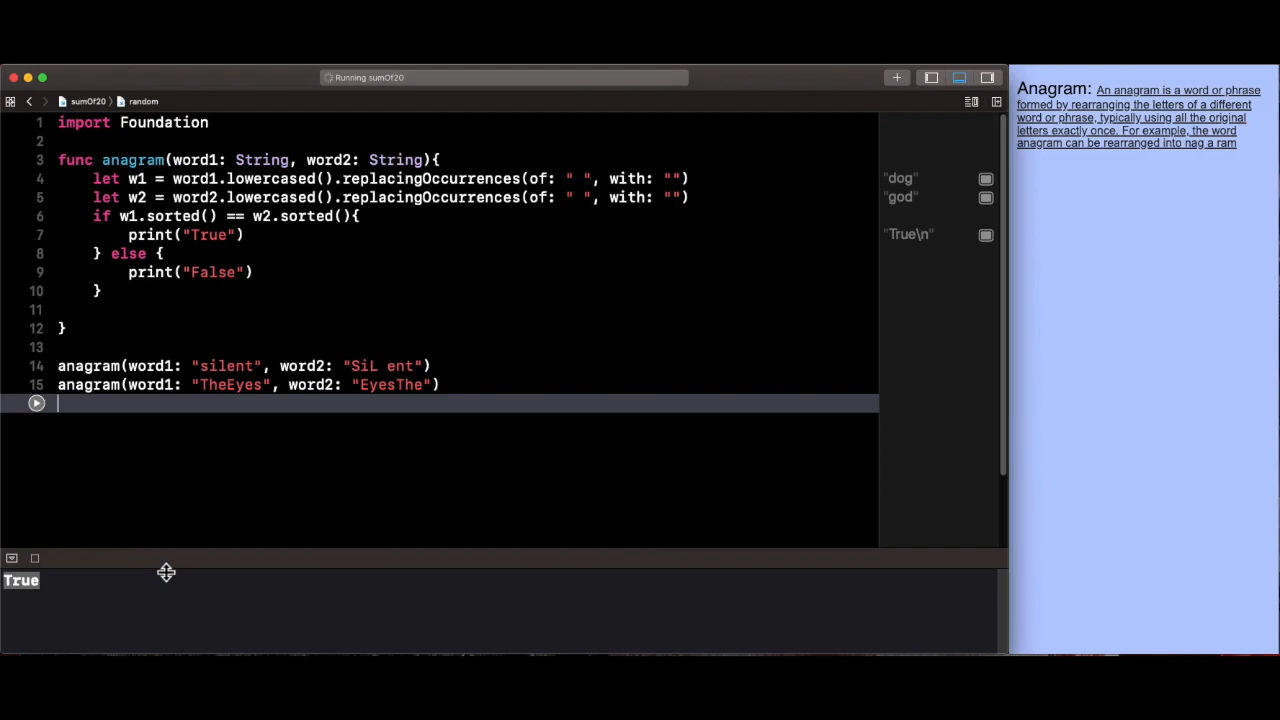 Running sumOf20
sumOf20 〉 random
1 import Foundation
2
3 func anagram(word1: String, word2: String){
4 let w1 = word1.lowercased().replacingOccurrences(of: " ", with: "")
5 let w2 = word2.lowercased().replacingOccurrences(of: " ", with: "")
6 if w1.sorted() == w2.sorted(){
7 print("True")
8 } else {
9 print("False")
10 }
11
12 }
13
14 anagram(word1: "silent", word2: "SiL ent")
15 anagram(word1: "TheEyes", word2: "EyesThe")
"dog"
"god"
"True\n"
True
Anagram: An anagram is a word or phrase
formed by rearranging the letters of a different
word or phrase, typically using all the original
letters exactly once. For example, the word
anagram can be rearranged into nag a ram